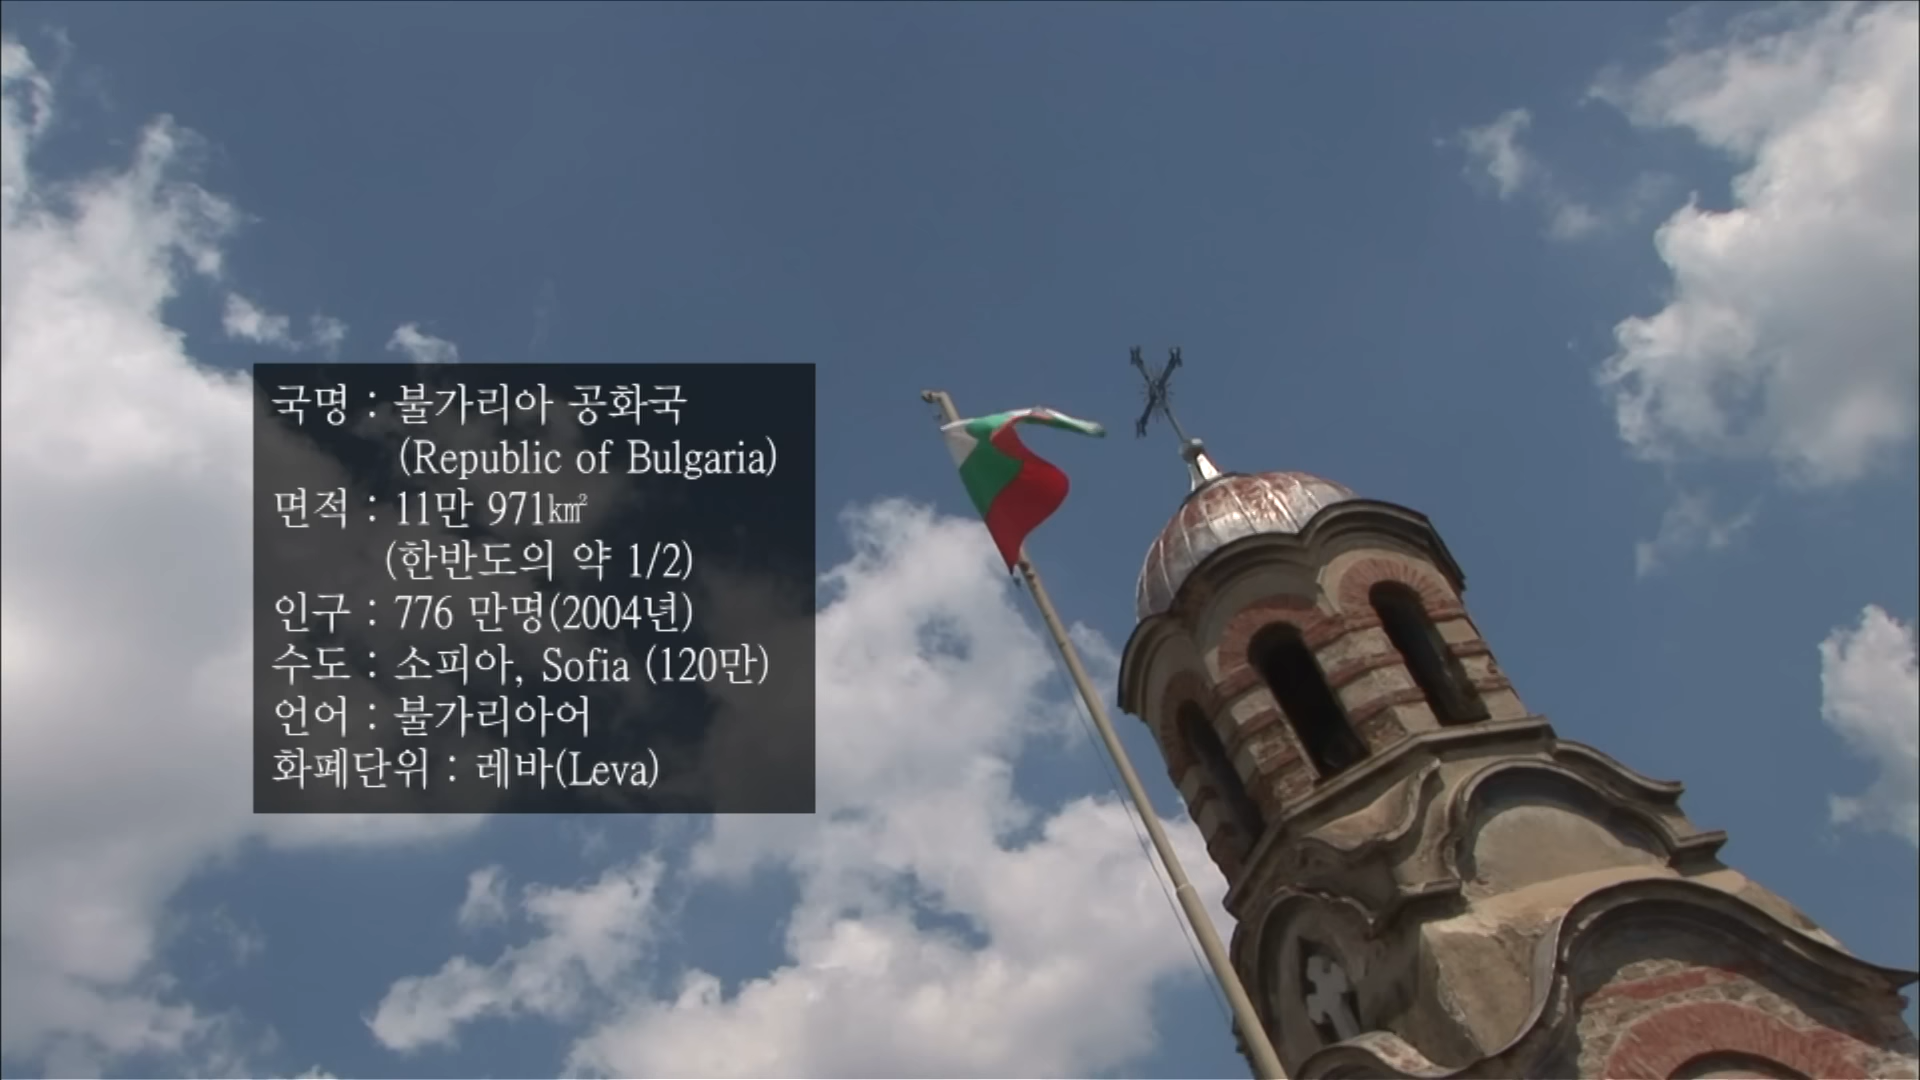 국명 : 불가리아 공화국
(Republic of Bulgaria)
면적 : 11만 971㎢
(한반도의 약 1/2)
인구 : 776 만명(2004년)
수도 : 소피아, Sofia (120만)
언어 : 불가리아어
화폐단위 : 레바(Leva)